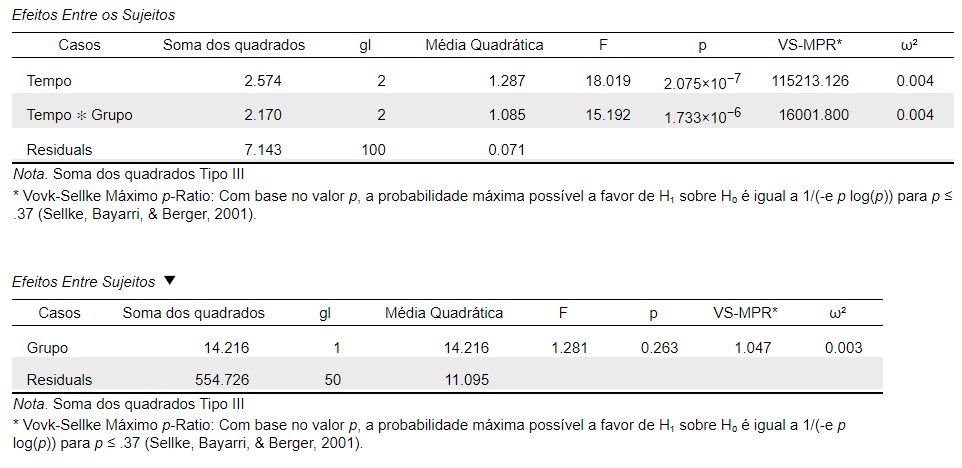 Efeitos Entre os Sujeitos
Casos Soma dos quadrados gl Média Quadrática F p VS-MPR* ω²
Tempo 2.574 2 1.287 18.019 2.075×10⁻⁷ 115213.126 0.004
Tempo ✻ Grupo 2.170 2 1.085 15.192 1.733×10⁻⁶ 16001.800 0.004
Residuals 7.143 100 0.071
Nota. Soma dos quadrados Tipo III
* Vovk-Sellke Máximo p-Ratio: Com base no valor p, a probabilidade máxima possível a favor de H₁ sobre H₀ é igual a 1/(-e p log(p)) para p ≤
.37 (Sellke, Bayarri, & Berger, 2001).
Efeitos Entre Sujeitos ▼
Casos Soma dos quadrados gl Média Quadrática F p VS-MPR* ω²
Grupo 14.216 1 14.216 1.281 0.263 1.047 0.003
Residuals 554.726 50 11.095
Nota. Soma dos quadrados Tipo III
* Vovk-Sellke Máximo p-Ratio: Com base no valor p, a probabilidade máxima possível a favor de H₁ sobre H₀ é igual a 1/(-e p
log(p)) para p ≤ .37 (Sellke, Bayarri, & Berger, 2001).